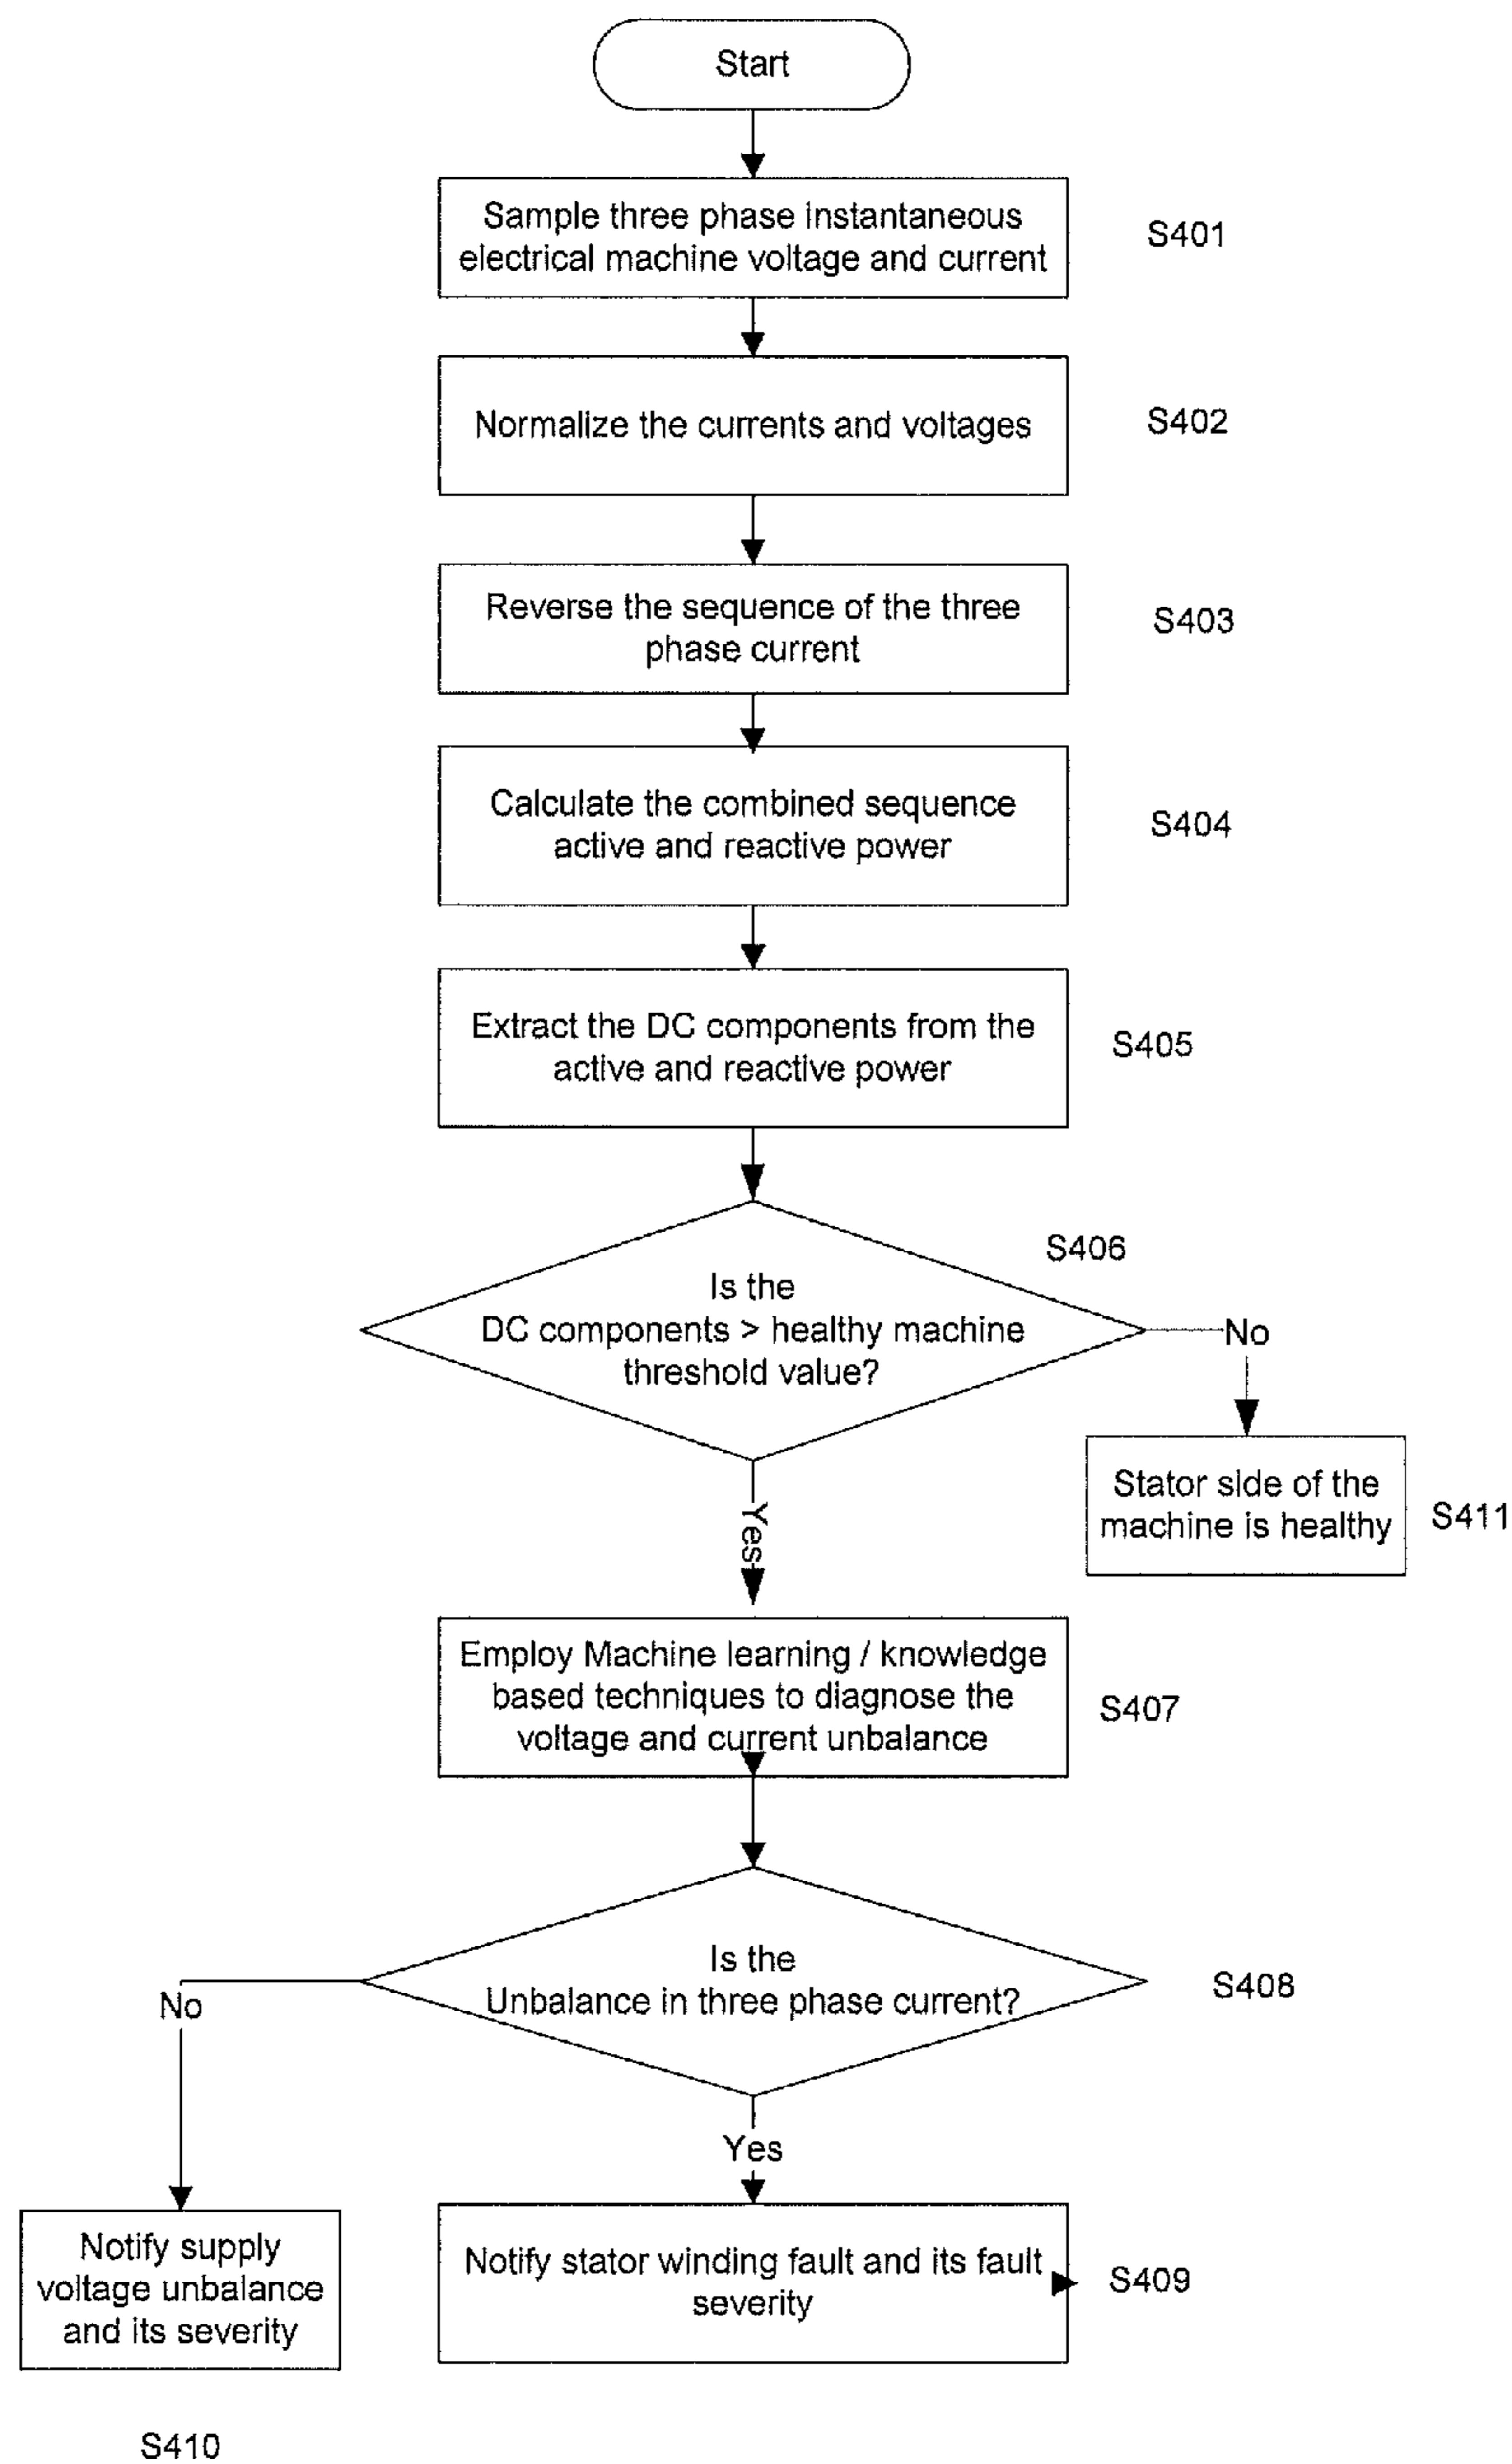 Start
Sample three phase instantaneous
electrical machine voltage and current
S401
Normalize the currents and voltages
S402
Reverse the sequence of the three
phase current
S403
Calculate the combined sequence
active and reactive power
S404
Extract the DC components from the
active and reactive power
S405
S406
Is the
DC components > healthy machine
threshold value?
No
Stator side of the
machine is healthy
S411
Yes
Employ Machine learning / knowledge
based techniques to diagnose the
voltage and current unbalance
S407
Is the
Unbalance in three phase current?
S408
No
Yes
Notify supply
voltage unbalance
and its severity
S410
Notify stator winding fault and its fault
severity
S409